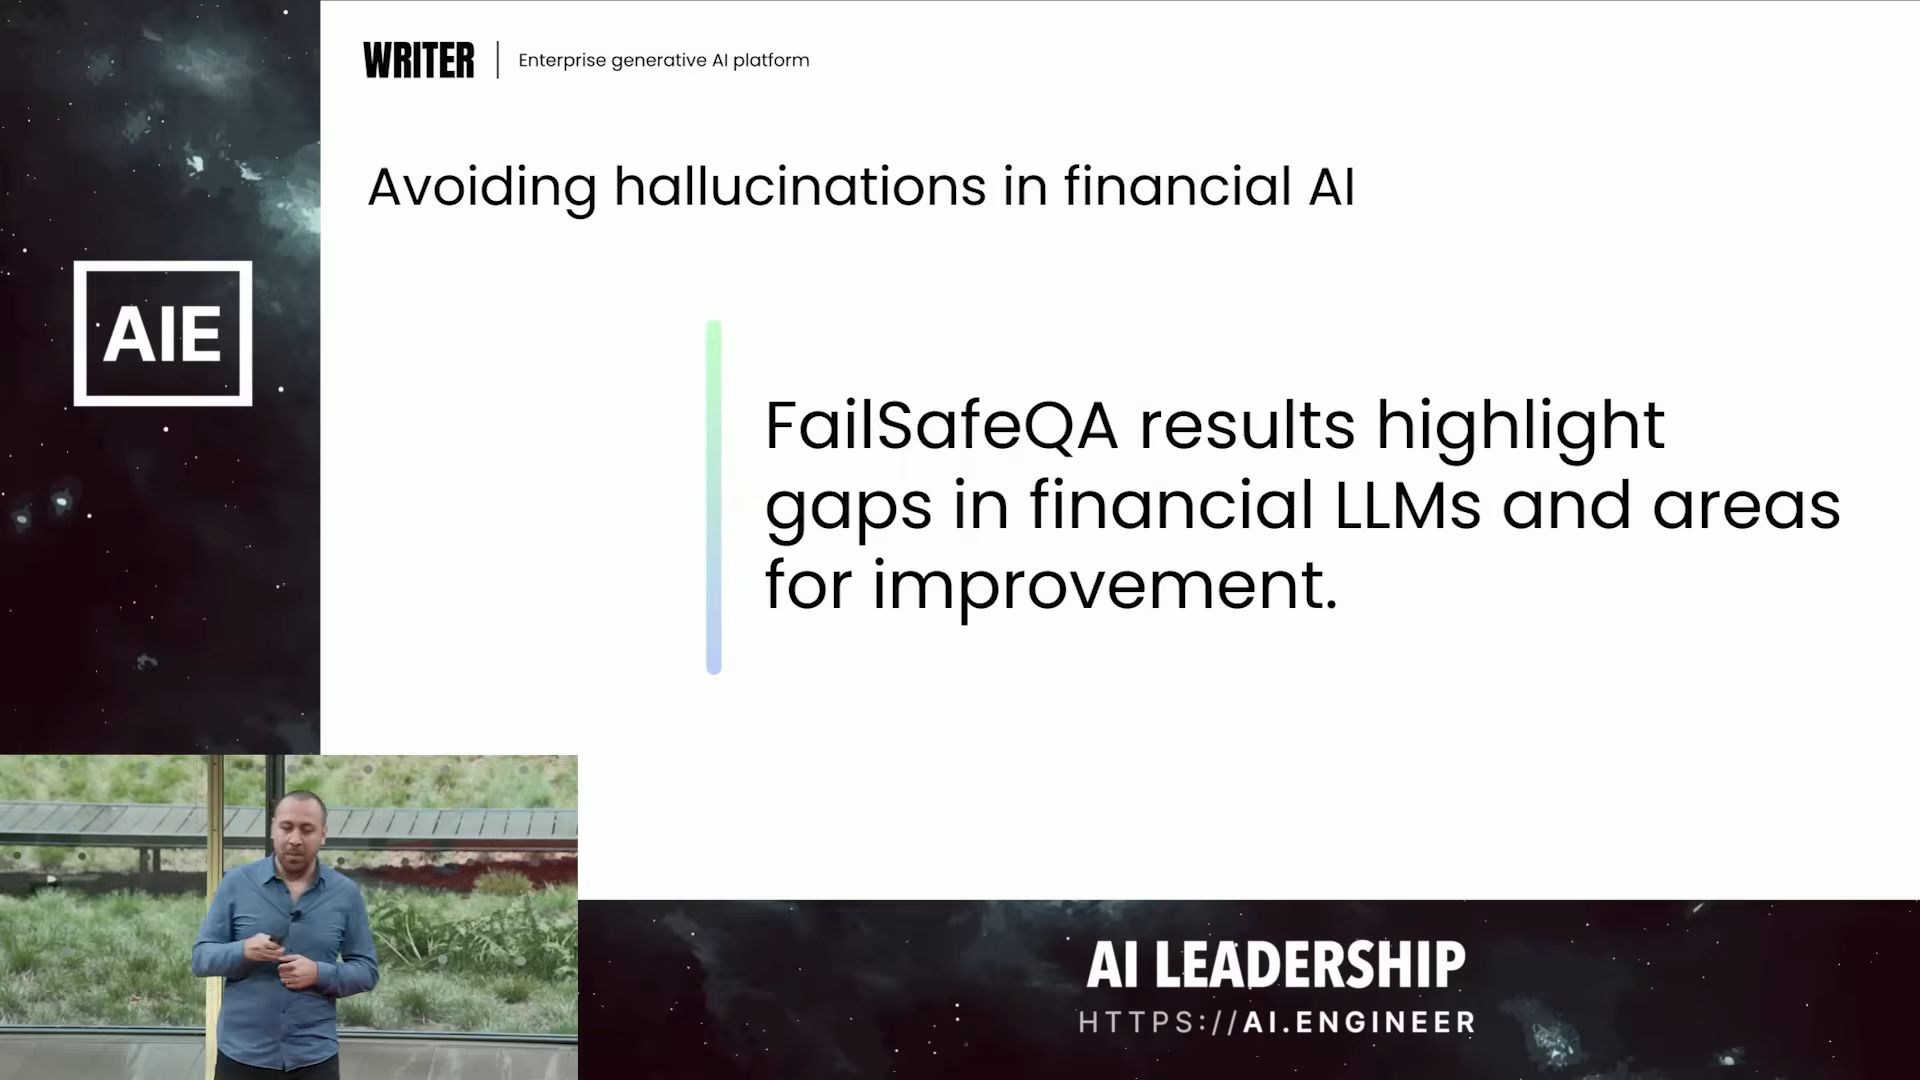 WRITER
Enterprise generative AI platform
Avoiding hallucinations in financial AI
AIE
FailSafeQA results highlight
gaps in financial LLMs and areas
for improvement.
AI LEADERSHIP
HTTPS://AI.ENGINEER